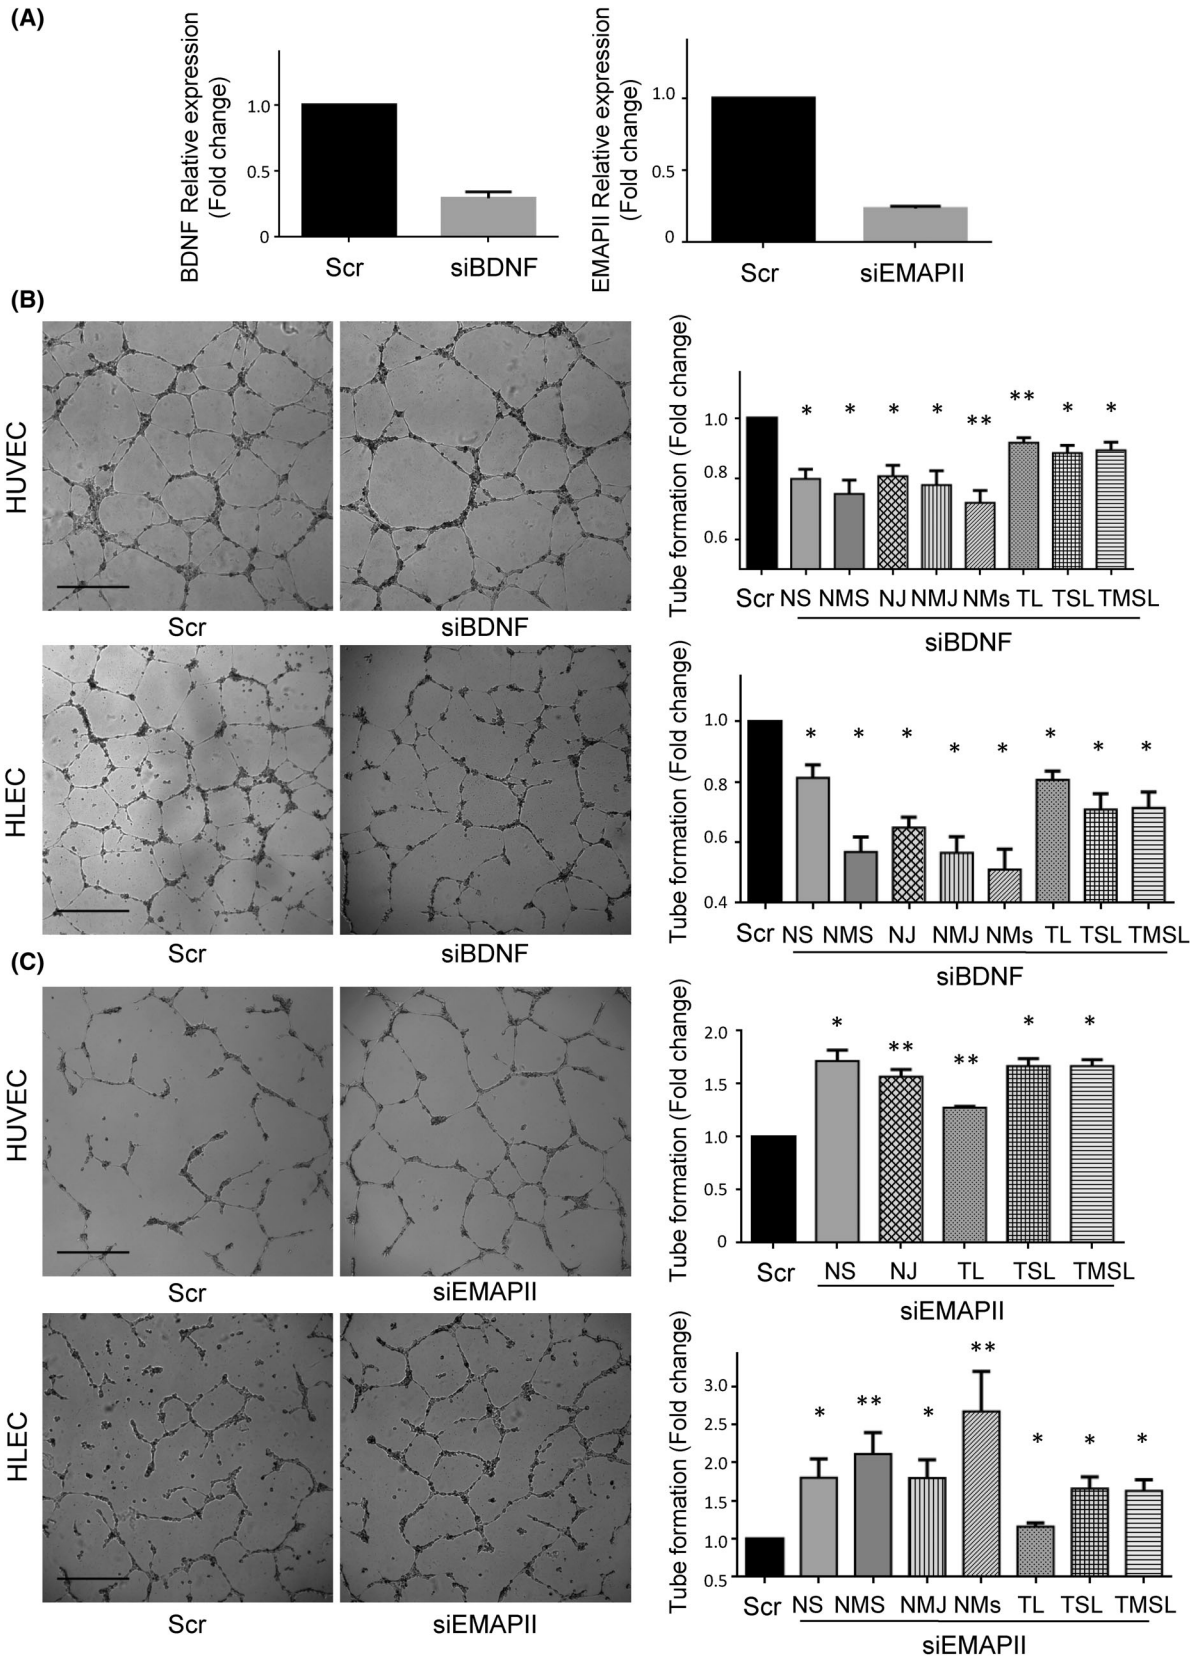 (A)
BDNF Relative expression
(Fold change)
1.0
0.5
0
Scr siBDNF
EMAPII Relative expression
(Fold change)
1.0
0.5
0
Scr siEMAPII
(B)
HUVEC
Scr siBDNF
Tube formation (Fold change)
1.0
0.8
0.6
* * * * ** ** * *
Scr NS NMS NJ NMJ NMs TL TSL TMSL
siBDNF
HLEC
Scr siBDNF
Tube formation (Fold change)
1.0
0.8
0.6
0.4
* * * * * * * *
Scr NS NMS NJ NMJ NMs TL TSL TMSL
siBDNF
(C)
HUVEC
Scr siEMAPII
Tube formation (Fold change)
2.0
1.5
1.0
0.5
0
* ** ** * *
Scr NS NJ TL TSL TMSL
siEMAPII
HLEC
Scr siEMAPII
Tube formation (Fold change)
3.0
2.5
2.0
1.5
1.0
0.5
* ** * ** * * *
Scr NS NMS NMJ NMs TL TSL TMSL
siEMAPII